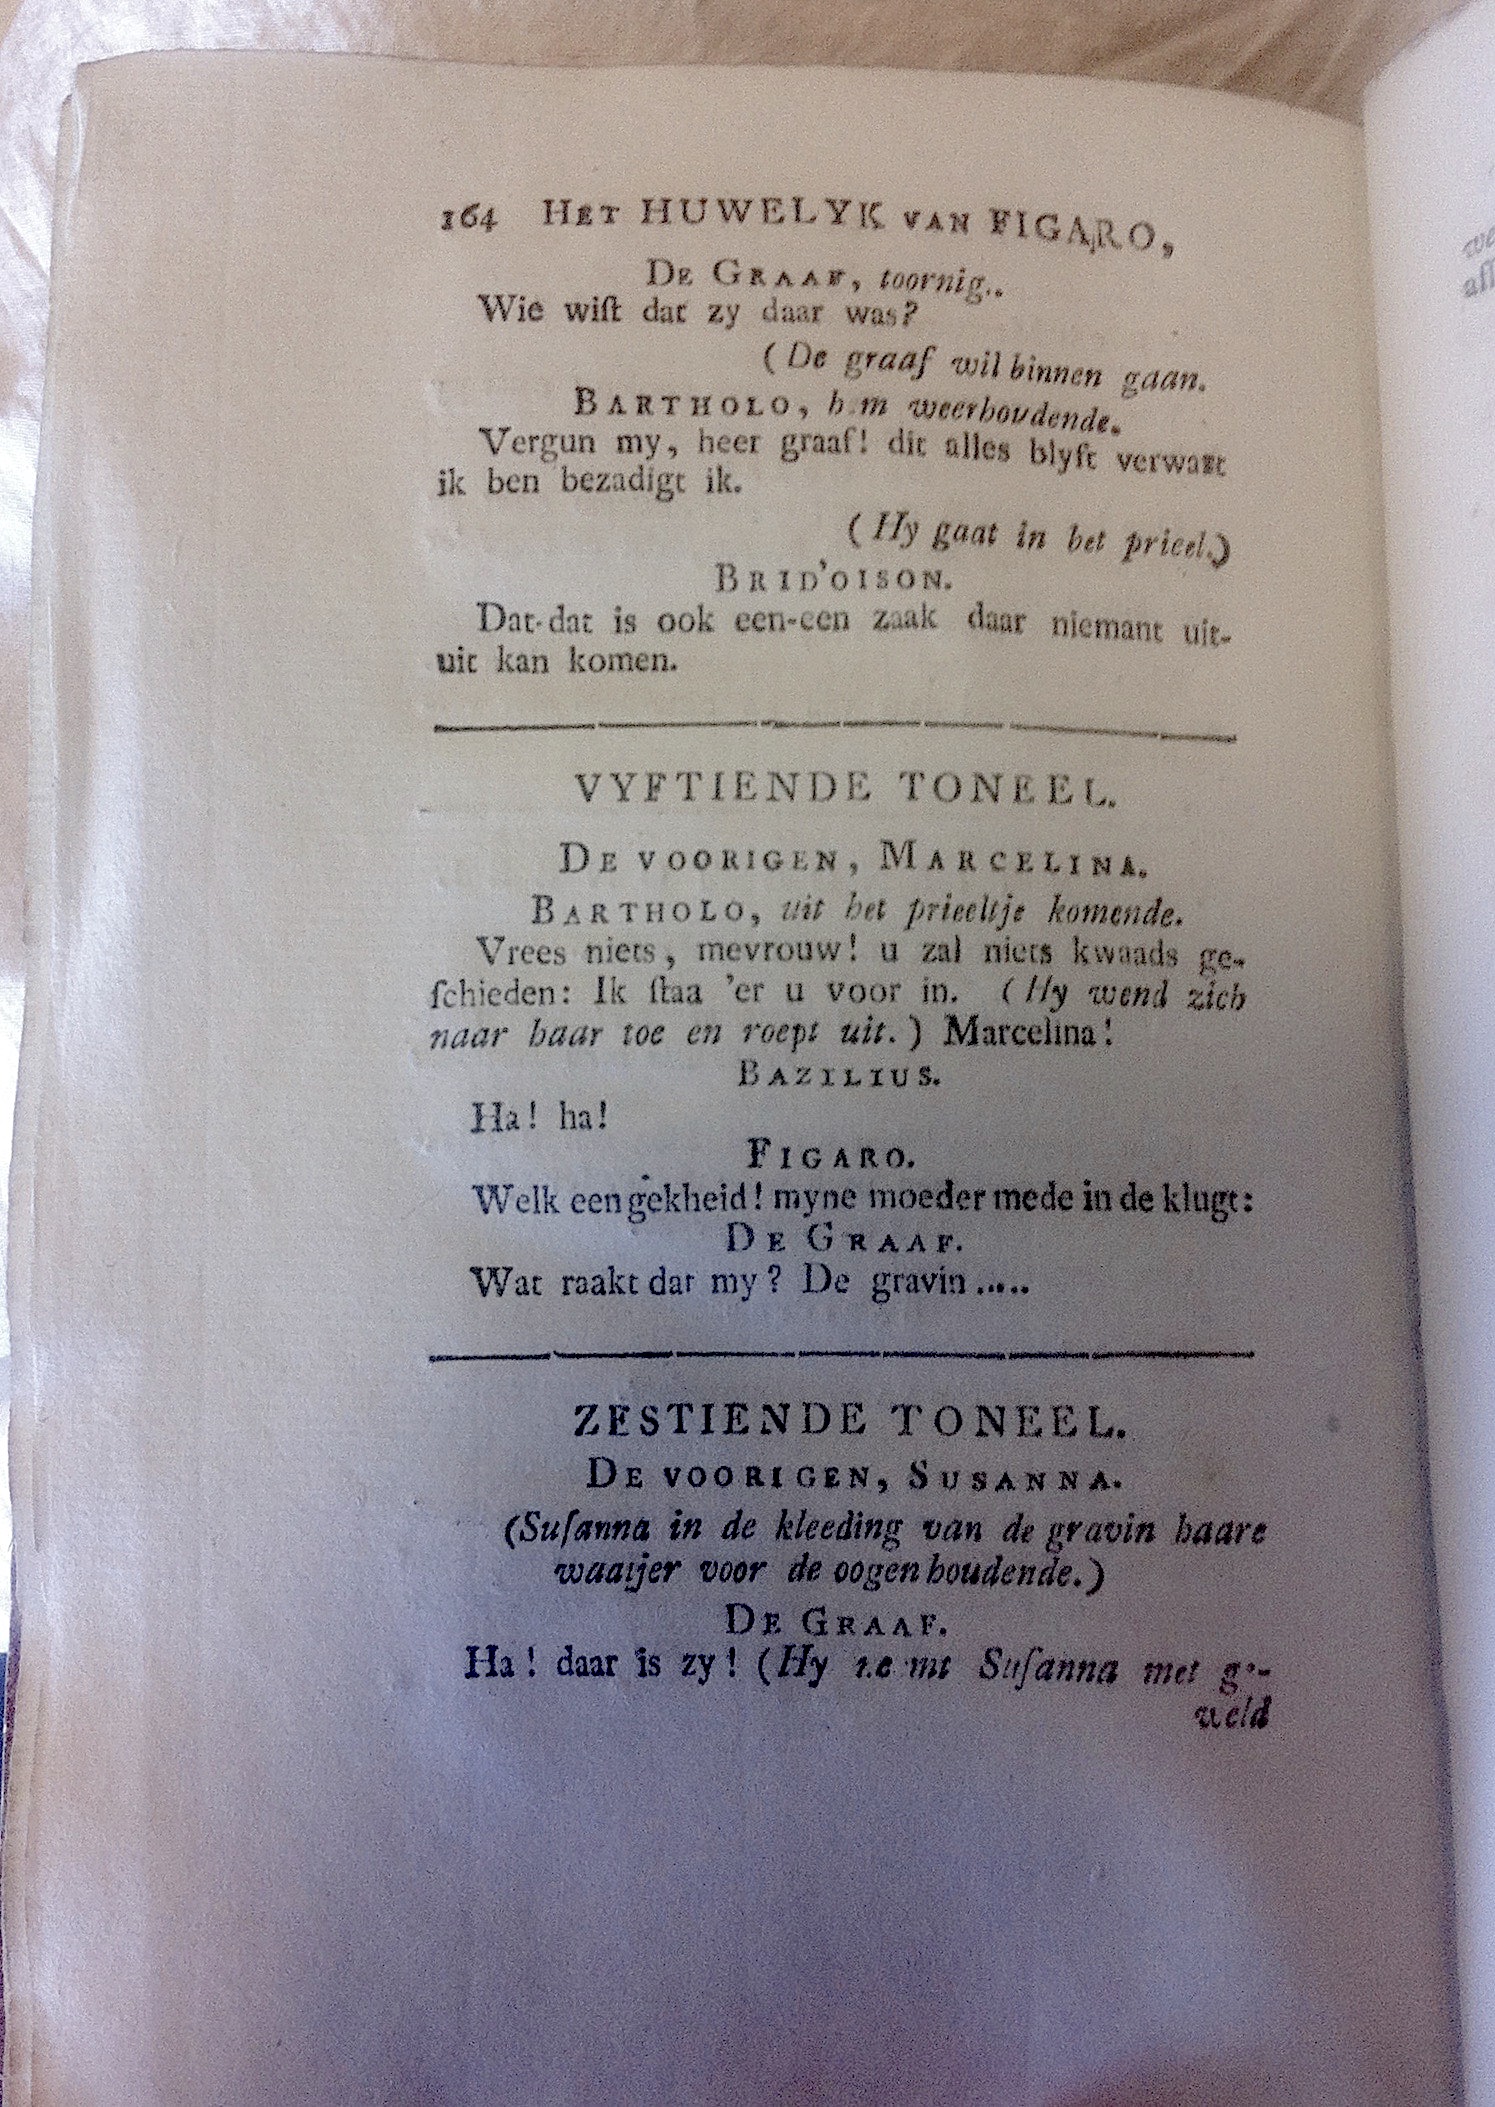 164 HET HUWELYK VAN FIGARO,
DE GRAAF, toornig..
Wie wiſt dat zy daar was?
(De graaf wil binnen gaan.
BARTHOLO, hem weerhoudende.
Vergun my, heer graaf! dit alles blyft verwart
ik ben bezadigt ik.
(Hy gaat in het prieel.)
BRID'OISON.
Dat-dat is ook een-een zaak daar niemant uit-
uit kan komen.
VYFTIENDE TONEEL.
DE VOORIGEN, MARCELINA.
BARTHOLO, uit het prieeltje komende.
Vrees niets, mevrouw! u zal niets kwaads ge-
ſchieden: Ik ſtaa 'er u voor in. (Hy wend zich
naar haar toe en roept uit.) Marcelina!
BAZILIUS.
Ha! ha!
FIGARO.
Welk een gekheid! myne moeder mede in de klugt:
DE GRAAF.
Wat raakt dat my? De gravin.....
ZESTIENDE TONEEL.
DE VOORIGEN, SUSANNA.
(Suſanna in de kleeding van de gravin haare
waaijer voor de oogen houdende.)
DE GRAAF.
Ha! daar is zy! (Hy neemt Suſanna met ge-
weld